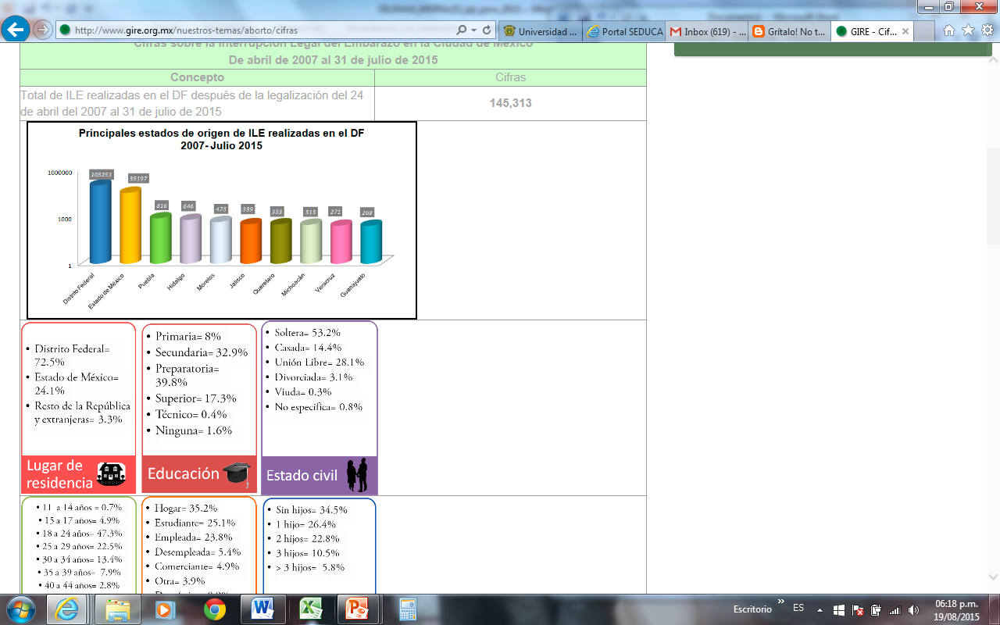 http://www.gire.org.mx/nuestros-temas/aborto/cifras
Universidad ...
Portal SEDUCA
Inbox (619) - ...
Grítalo! No t...
GIRE - Cif...
Cifras sobre la Interrupción Legal del Embarazo en la Ciudad de México
De abril de 2007 al 31 de julio de 2015
Concepto
Cifras
Total de ILE realizadas en el DF después de la legalización del 24
de abril del 2007 al 31 de julio de 2015
145,313
Principales estados de origen de ILE realizadas en el DF
2007- Julio 2015
1000000
1000
1
105251
35197
816
646
473
339
333
313
271
268
Distrito Federal
Estado de México
Puebla
Hidalgo
Morelos
Jalisco
Querétaro
Michoacán
Veracruz
Guanajuato
• Distrito Federal=
72.5%
• Estado de México=
24.1%
• Resto de la República
y extranjeras= 3.3%
Lugar de
residencia
• Primaria= 8%
• Secundaria= 32.9%
• Preparatoria=
39.8%
• Superior= 17.3%
• Técnico= 0.4%
• Ninguna= 1.6%
Educación
• Soltera= 53.2%
• Casada= 14.4%
• Unión Libre= 28.1%
• Divorciada= 3.1%
• Viuda= 0.3%
• No especifica= 0.8%
Estado civil
• 11 a 14 años = 0.7%
• 15 a 17 años= 4.9%
• 18 a 24 años= 47.3%
• 25 a 29 años= 22.5%
• 30 a 34 años= 13.4%
• 35 a 39 años= 7.9%
• 40 a 44 años= 2.8%
• Hogar= 35.2%
• Estudiante= 25.1%
• Empleada= 23.8%
• Desempleada= 5.4%
• Comerciante= 4.9%
• Otra= 3.9%
• Sin hijos= 34.5%
• 1 hijo= 26.4%
• 2 hijos= 22.8%
• 3 hijos= 10.5%
• > 3 hijos= 5.8%
Escritorio
ES
06:18 p.m.
19/08/2015